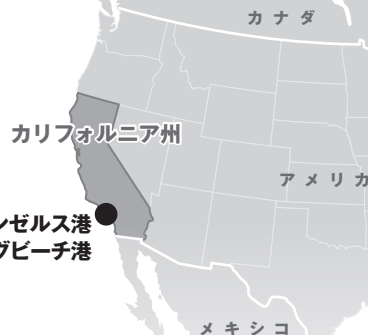 カナダ
カリフォルニア州
アメリカ
ンゼルス港
グビーチ港
メキシコ